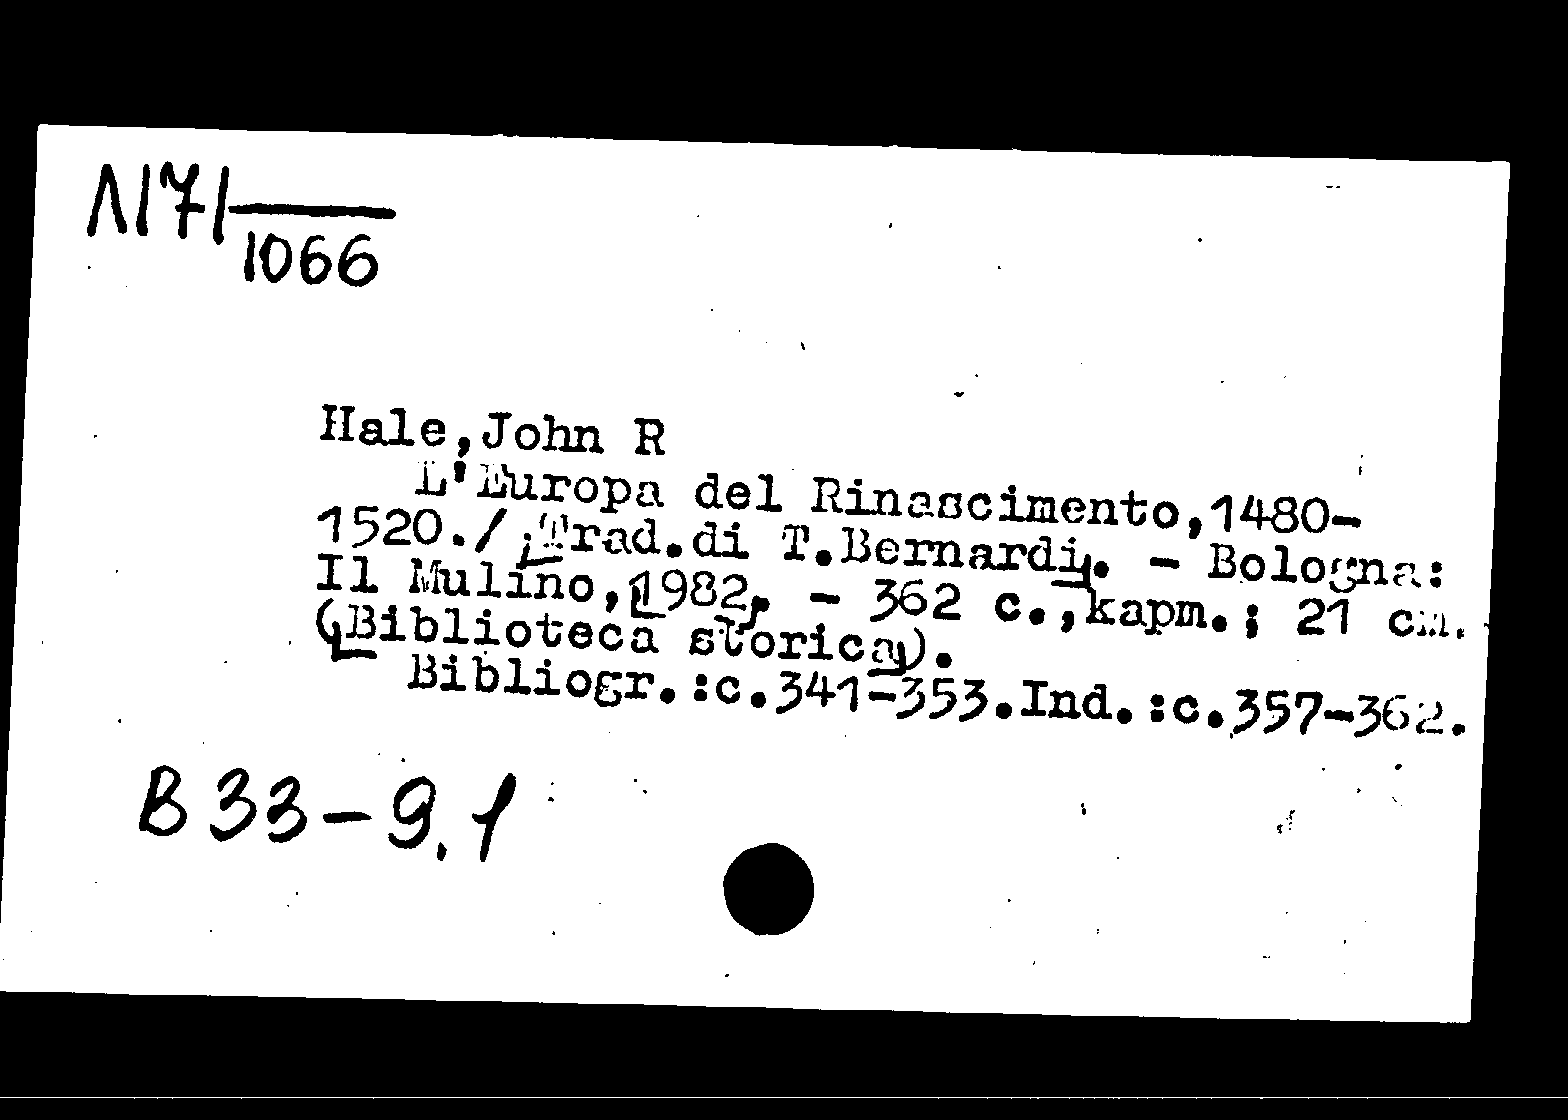 Л171/1066
Hale, John R
L'Europa del Rinascimento, 1480-
1520./ Trad.di T.Bernardi. - Bologna:
Il Mulino, 1982. - 362 c., карт.; 21 см.
(Biblioteca storica).
Bibliogr.:c.341-353.Ind.:c.357-362.
В 33-9.1